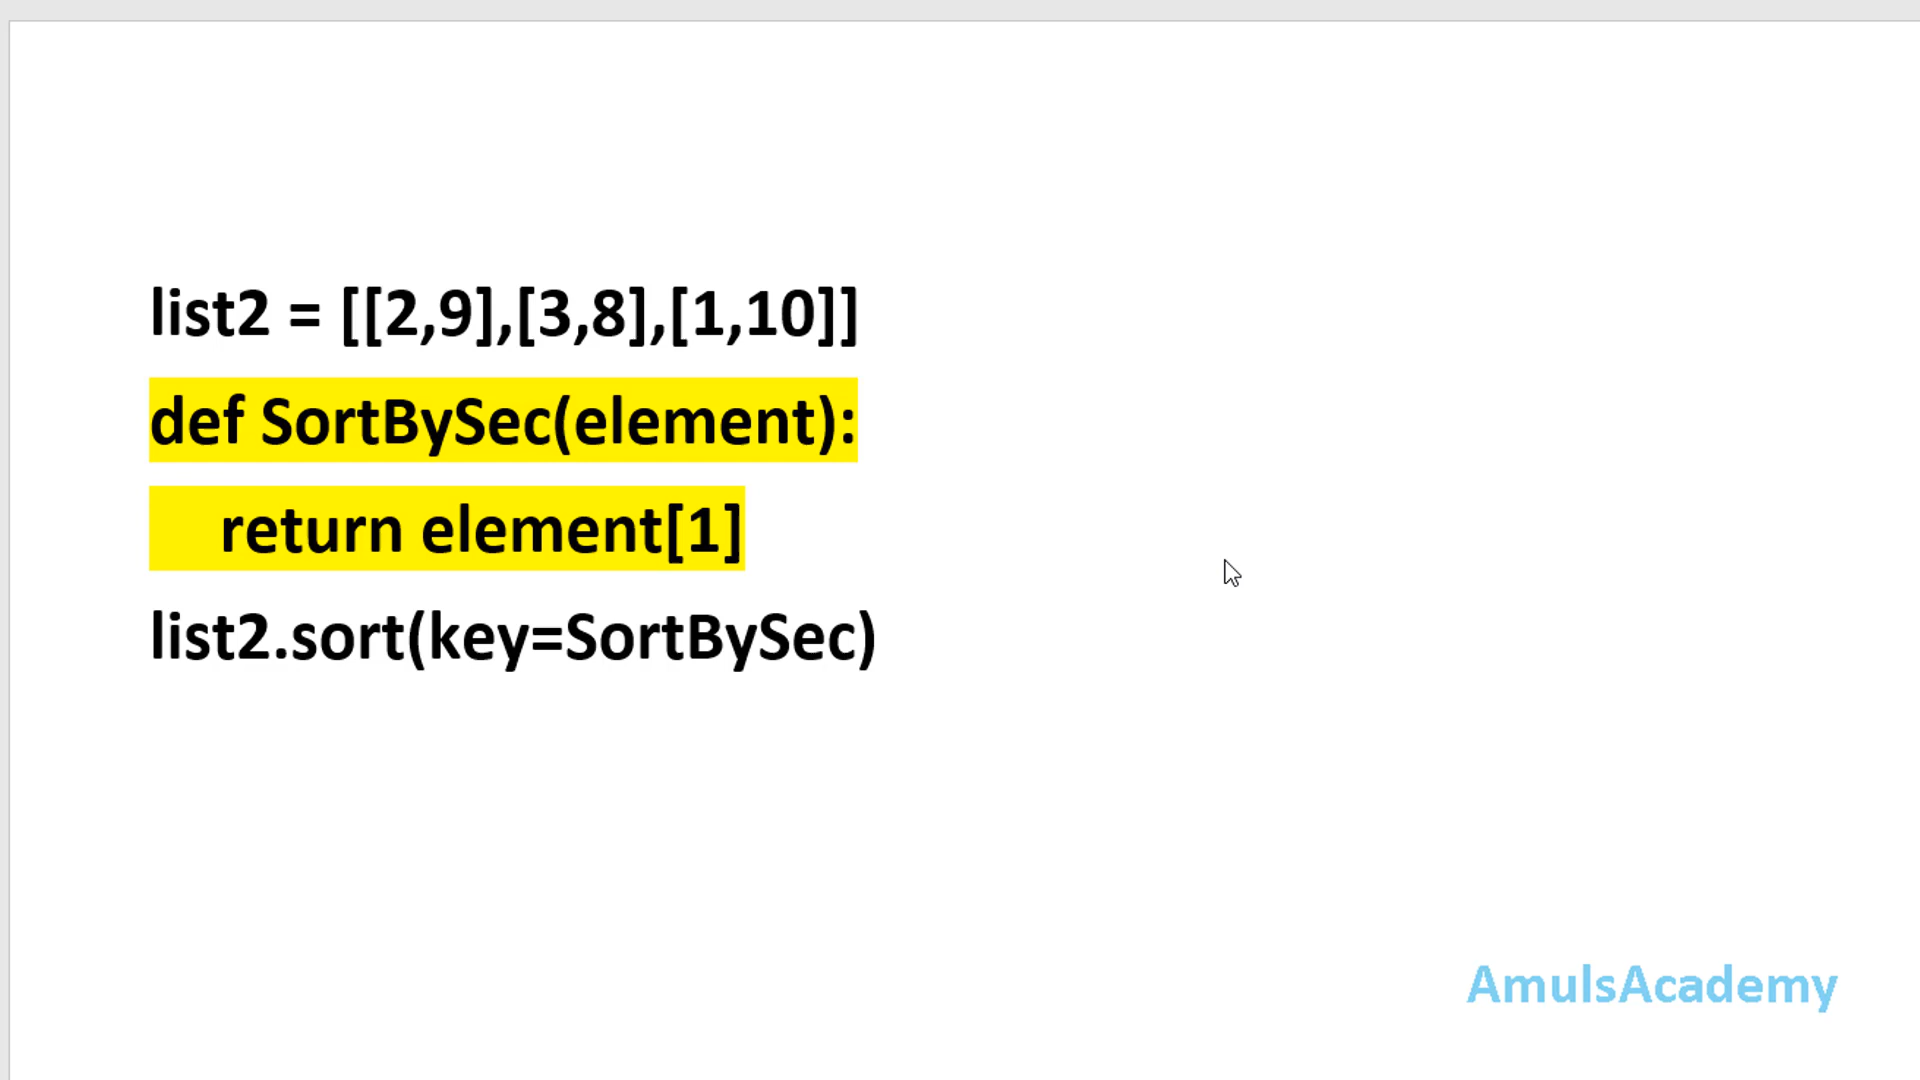 list2 = [[2,9],[3,8],[1,10]]
def SortBySec(element):
return element[1]
list2.sort(key=SortBySec)
AmulsAcademy